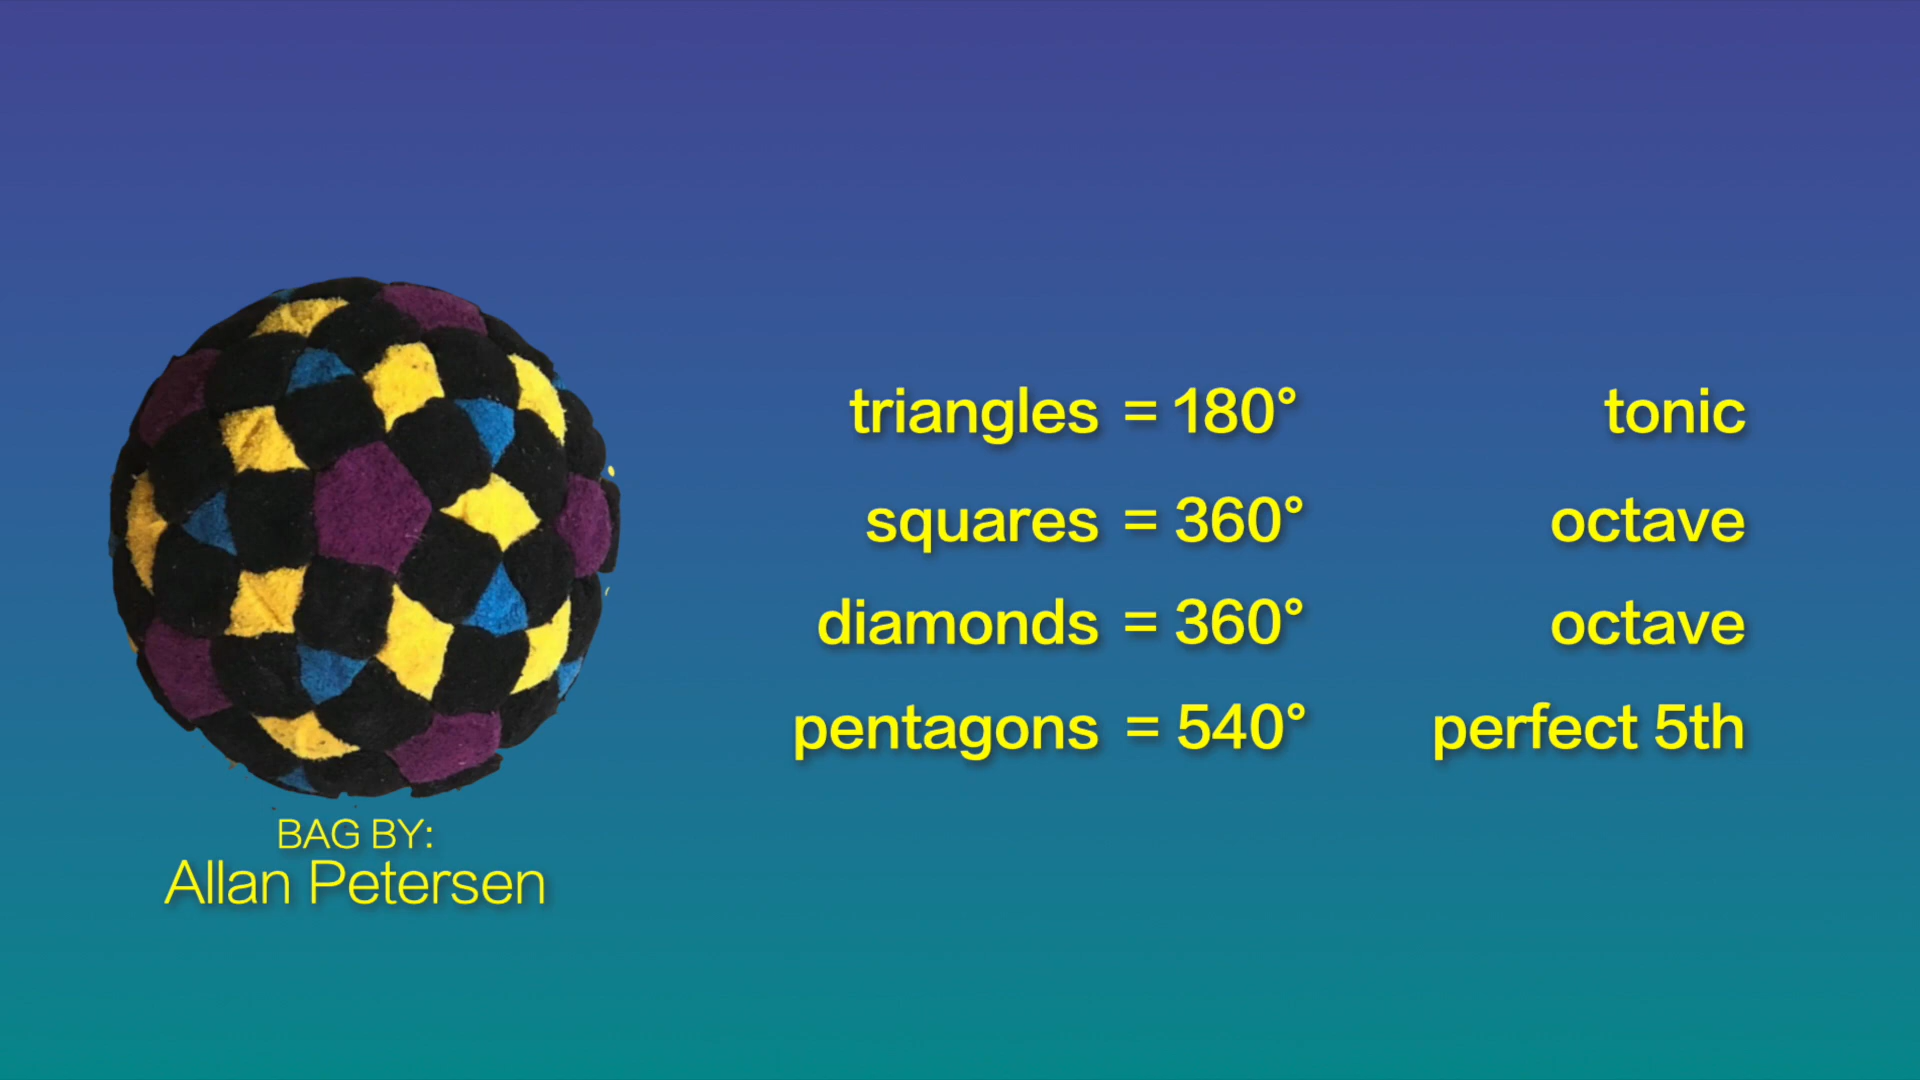 triangles = 180° tonic
squares = 360° octave
diamonds = 360° octave
pentagons = 540° perfect 5th
BAG BY:
Allan Petersen